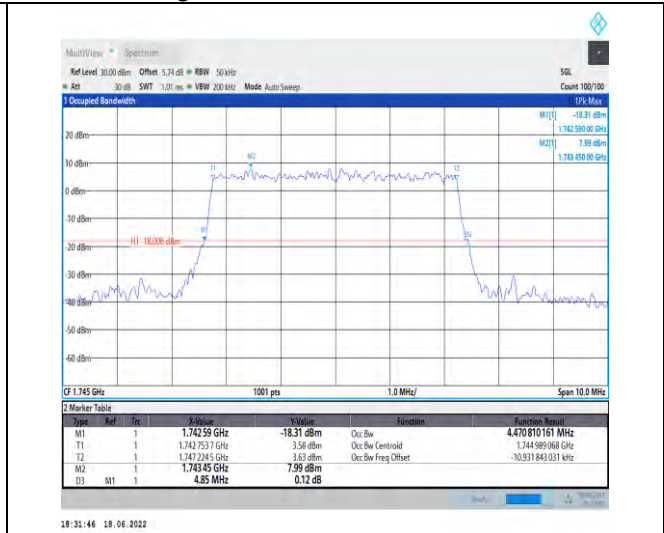 MultiView Spectrum
Ref Level 30.00 dBm Offset 5.74 dB RBW 50 kHz SGL
Att 30 dB SWT 1.01 ms VBW 200 kHz Mode Auto Sweep Count 100/100
1 Occupied Bandwidth 1Pk Max
M1[1] -18.31 dBm
1.742 590 00 GHz
M2[1] 7.99 dBm
1.743 450 00 GHz
20 dBm
10 dBm
M2
T1
T2
0 dBm
-10 dBm
M1
D3
H1 -18.006 dBm
-20 dBm
-30 dBm
-40 dBm
-50 dBm
-60 dBm
CF 1.745 GHz 1001 pts 1.0 MHz/ Span 10.0 MHz
2 Marker Table
Type Ref Trc X-Value Y-Value Function Function Result
M1 1 1.742 59 GHz -18.31 dBm Occ Bw 4.470 810 161 MHz
T1 1 1.742 753 7 GHz 3.58 dBm Occ Bw Centroid 1.744 989 068 GHz
T2 1 1.747 224 5 GHz 3.63 dBm Occ Bw Freq Offset -10.931 843 031 kHz
M2 1 1.743 45 GHz 7.99 dBm
D3 M1 1 4.85 MHz 0.12 dB
18:31:46 18.06.2022